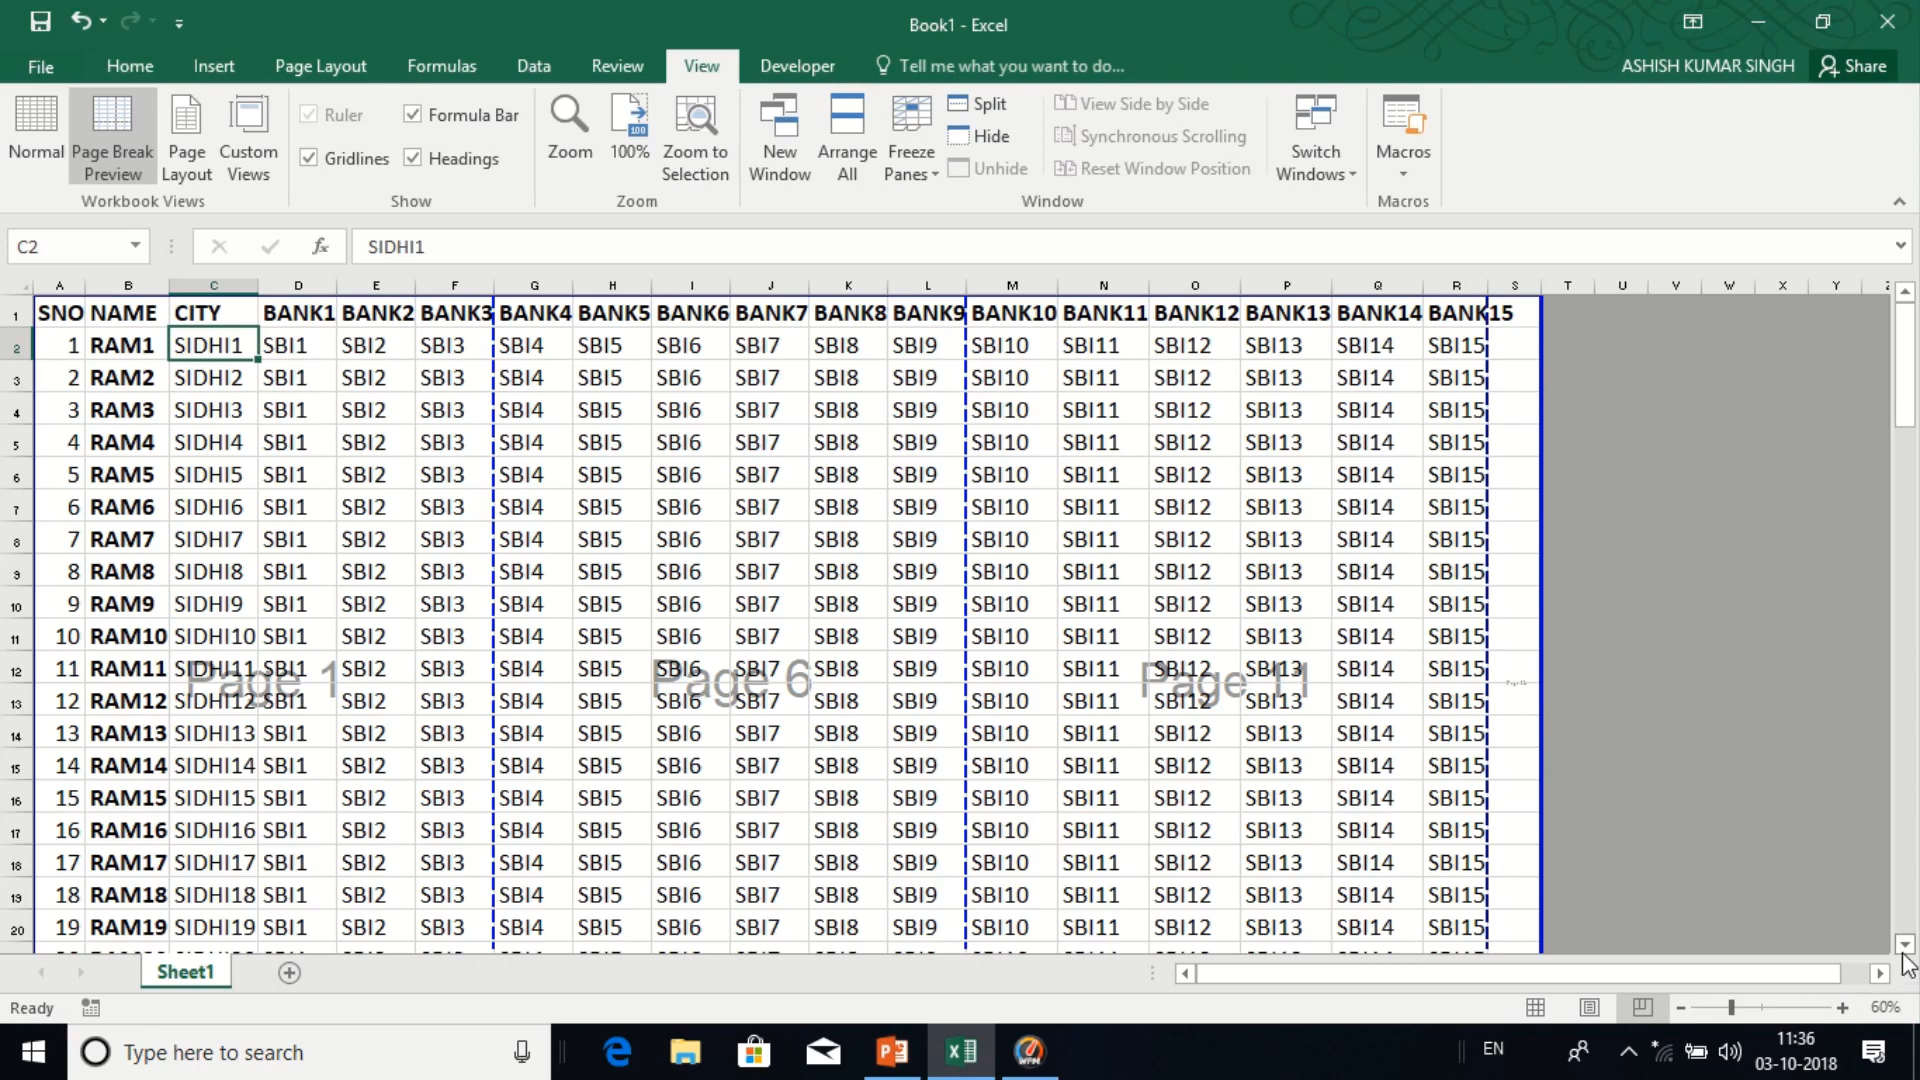 Book1 - Excel
File Home Insert Page Layout Formulas Data Review View Developer Tell me what you want to do... ASHISH KUMAR SINGH Share
Normal
Page Break Preview
Page Layout
Custom Views
Workbook Views
Ruler
Formula Bar
Gridlines
Headings
Show
Zoom
100
100%
Zoom to Selection
Zoom
New Window
Arrange All
Freeze Panes
Split
Hide
Unhide
View Side by Side
Synchronous Scrolling
Reset Window Position
Window
Switch Windows
Macros
Macros
C2 fx SIDHI1
A B C D E F G H I J K L M N O P Q R S T U V W X Y
1 SNO NAME CITY BANK1 BANK2 BANK3 BANK4 BANK5 BANK6 BANK7 BANK8 BANK9 BANK10 BANK11 BANK12 BANK13 BANK14 BANK15
2 1 RAM1 SIDHI1 SBI1 SBI2 SBI3 SBI4 SBI5 SBI6 SBI7 SBI8 SBI9 SBI10 SBI11 SBI12 SBI13 SBI14 SBI15
3 2 RAM2 SIDHI2 SBI1 SBI2 SBI3 SBI4 SBI5 SBI6 SBI7 SBI8 SBI9 SBI10 SBI11 SBI12 SBI13 SBI14 SBI15
4 3 RAM3 SIDHI3 SBI1 SBI2 SBI3 SBI4 SBI5 SBI6 SBI7 SBI8 SBI9 SBI10 SBI11 SBI12 SBI13 SBI14 SBI15
5 4 RAM4 SIDHI4 SBI1 SBI2 SBI3 SBI4 SBI5 SBI6 SBI7 SBI8 SBI9 SBI10 SBI11 SBI12 SBI13 SBI14 SBI15
6 5 RAM5 SIDHI5 SBI1 SBI2 SBI3 SBI4 SBI5 SBI6 SBI7 SBI8 SBI9 SBI10 SBI11 SBI12 SBI13 SBI14 SBI15
7 6 RAM6 SIDHI6 SBI1 SBI2 SBI3 SBI4 SBI5 SBI6 SBI7 SBI8 SBI9 SBI10 SBI11 SBI12 SBI13 SBI14 SBI15
8 7 RAM7 SIDHI7 SBI1 SBI2 SBI3 SBI4 SBI5 SBI6 SBI7 SBI8 SBI9 SBI10 SBI11 SBI12 SBI13 SBI14 SBI15
9 8 RAM8 SIDHI8 SBI1 SBI2 SBI3 SBI4 SBI5 SBI6 SBI7 SBI8 SBI9 SBI10 SBI11 SBI12 SBI13 SBI14 SBI15
10 9 RAM9 SIDHI9 SBI1 SBI2 SBI3 SBI4 SBI5 SBI6 SBI7 SBI8 SBI9 SBI10 SBI11 SBI12 SBI13 SBI14 SBI15
11 10 RAM10 SIDHI10 SBI1 SBI2 SBI3 SBI4 SBI5 SBI6 SBI7 SBI8 SBI9 SBI10 SBI11 SBI12 SBI13 SBI14 SBI15
12 11 RAM11 SIDHI11 SBI1 SBI2 SBI3 SBI4 SBI5 SBI6 SBI7 SBI8 SBI9 SBI10 SBI11 SBI12 SBI13 SBI14 SBI15
Page 1 Page 6 Page 11
13 12 RAM12 SIDHI12 SBI1 SBI2 SBI3 SBI4 SBI5 SBI6 SBI7 SBI8 SBI9 SBI10 SBI11 SBI12 SBI13 SBI14 SBI15
14 13 RAM13 SIDHI13 SBI1 SBI2 SBI3 SBI4 SBI5 SBI6 SBI7 SBI8 SBI9 SBI10 SBI11 SBI12 SBI13 SBI14 SBI15
15 14 RAM14 SIDHI14 SBI1 SBI2 SBI3 SBI4 SBI5 SBI6 SBI7 SBI8 SBI9 SBI10 SBI11 SBI12 SBI13 SBI14 SBI15
16 15 RAM15 SIDHI15 SBI1 SBI2 SBI3 SBI4 SBI5 SBI6 SBI7 SBI8 SBI9 SBI10 SBI11 SBI12 SBI13 SBI14 SBI15
17 16 RAM16 SIDHI16 SBI1 SBI2 SBI3 SBI4 SBI5 SBI6 SBI7 SBI8 SBI9 SBI10 SBI11 SBI12 SBI13 SBI14 SBI15
18 17 RAM17 SIDHI17 SBI1 SBI2 SBI3 SBI4 SBI5 SBI6 SBI7 SBI8 SBI9 SBI10 SBI11 SBI12 SBI13 SBI14 SBI15
19 18 RAM18 SIDHI18 SBI1 SBI2 SBI3 SBI4 SBI5 SBI6 SBI7 SBI8 SBI9 SBI10 SBI11 SBI12 SBI13 SBI14 SBI15
20 19 RAM19 SIDHI19 SBI1 SBI2 SBI3 SBI4 SBI5 SBI6 SBI7 SBI8 SBI9 SBI10 SBI11 SBI12 SBI13 SBI14 SBI15
Sheet1
Ready 60%
Type here to search EN 11:36
03-10-2018